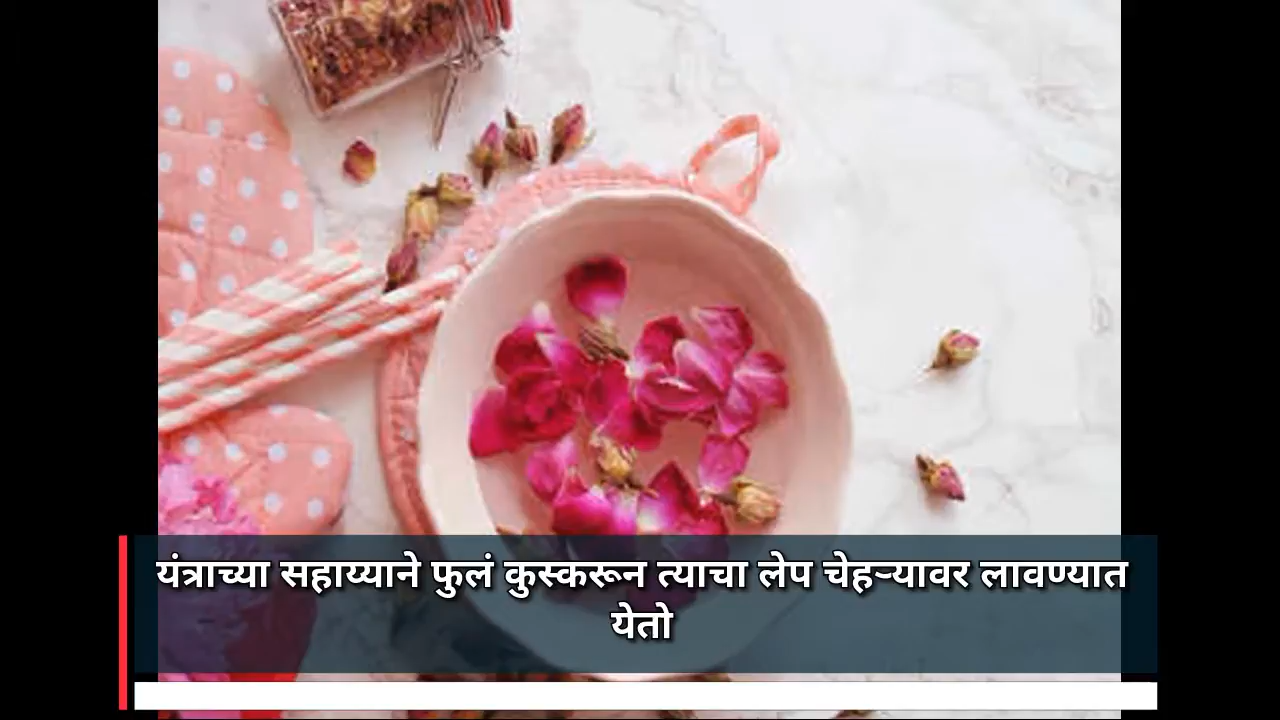 यंत्राच्या सहाय्याने फुलं कुस्करून त्याचा लेप चेहऱ्यावर लावण्यात
येतो